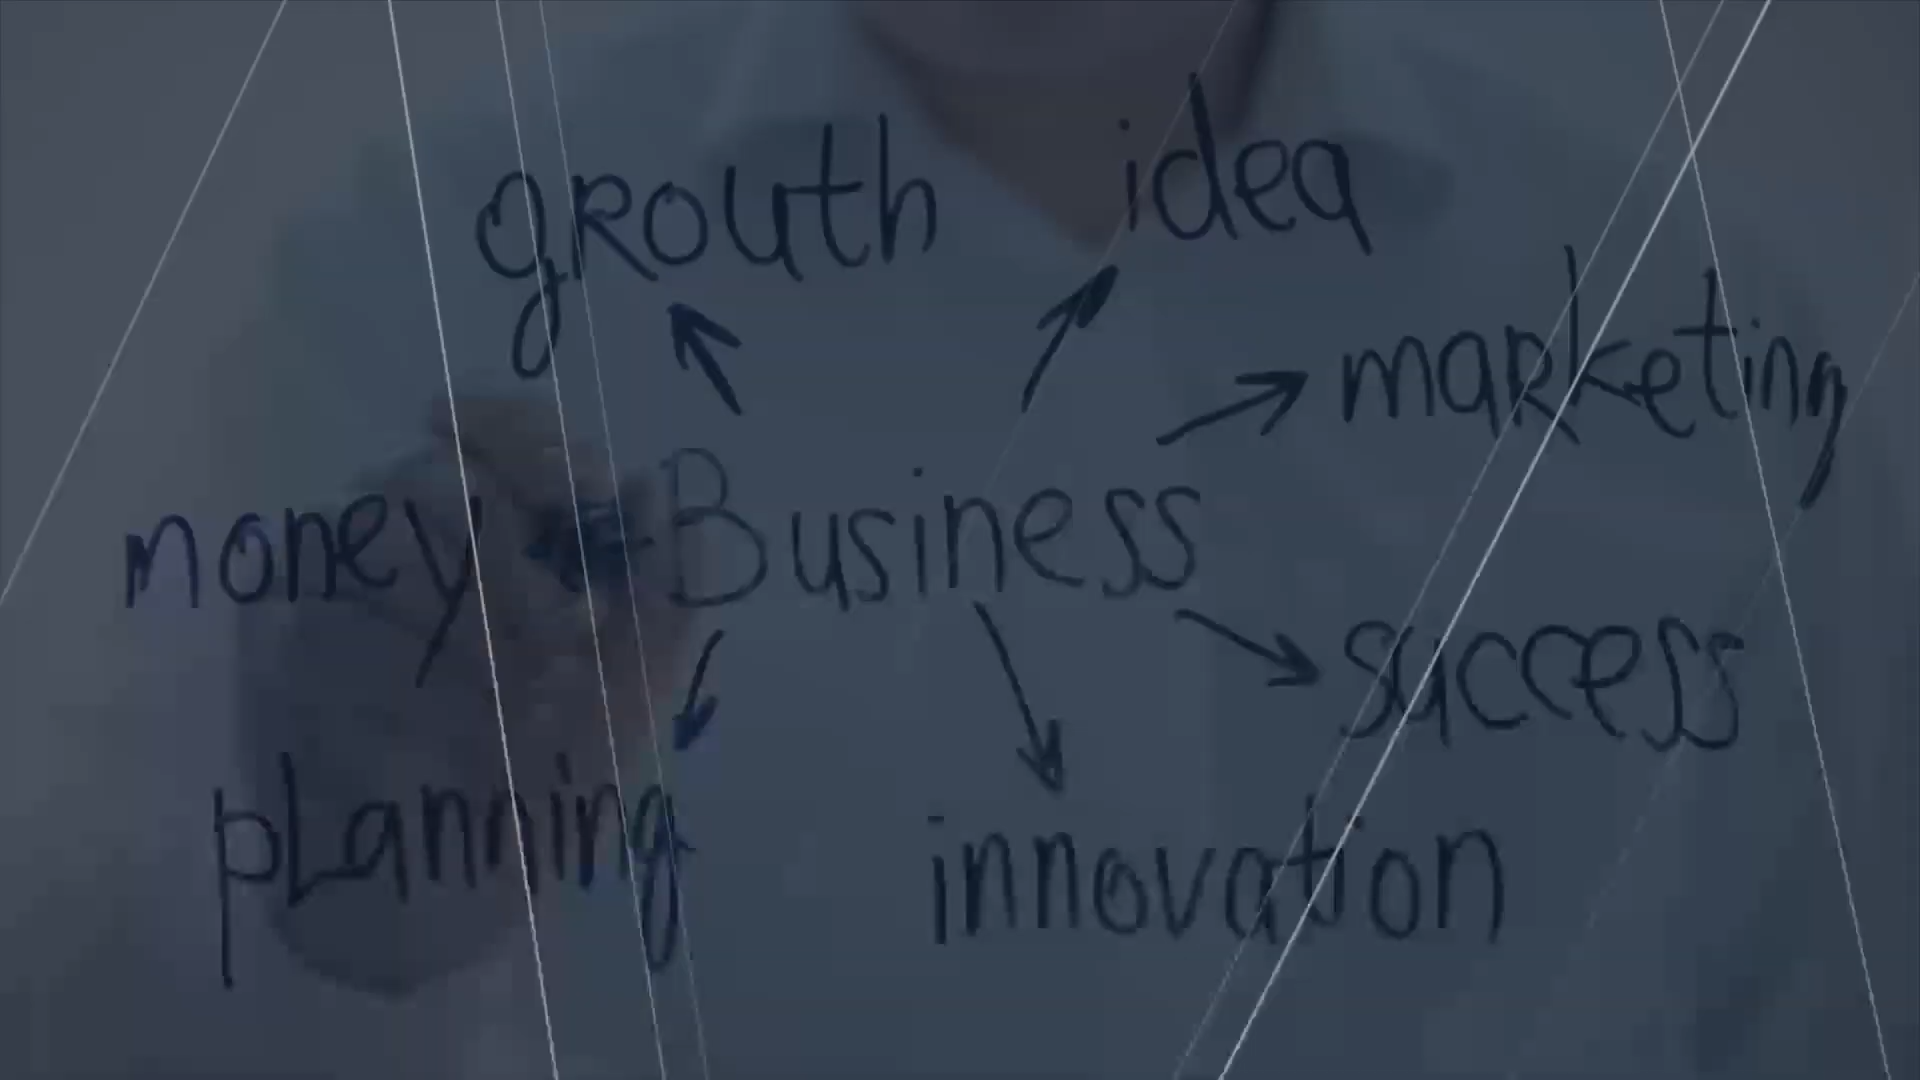 grouth
idea
marketing
money
Business
success
planning
innovation